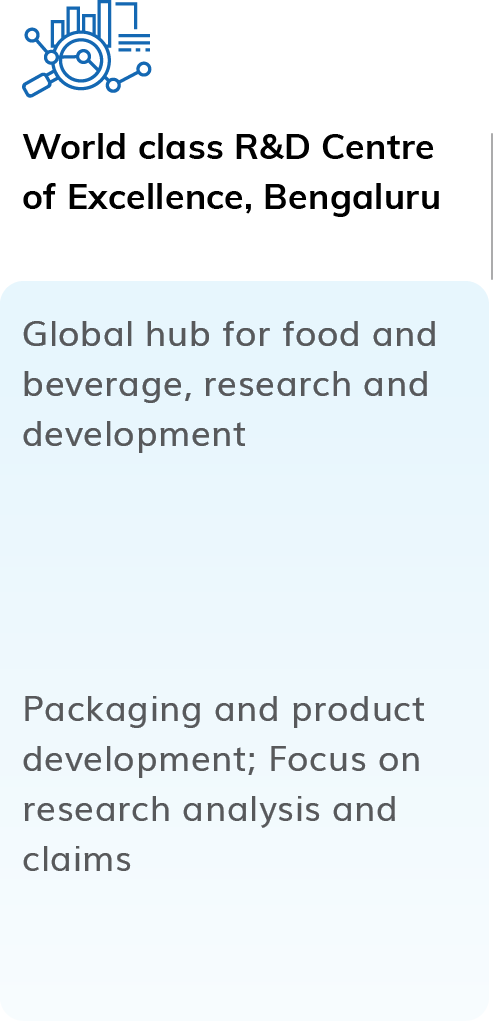 World class R&D Centre
of Excellence, Bengaluru
Global hub for food and
beverage, research and
development
Packaging and product
development; Focus on
research analysis and
claims